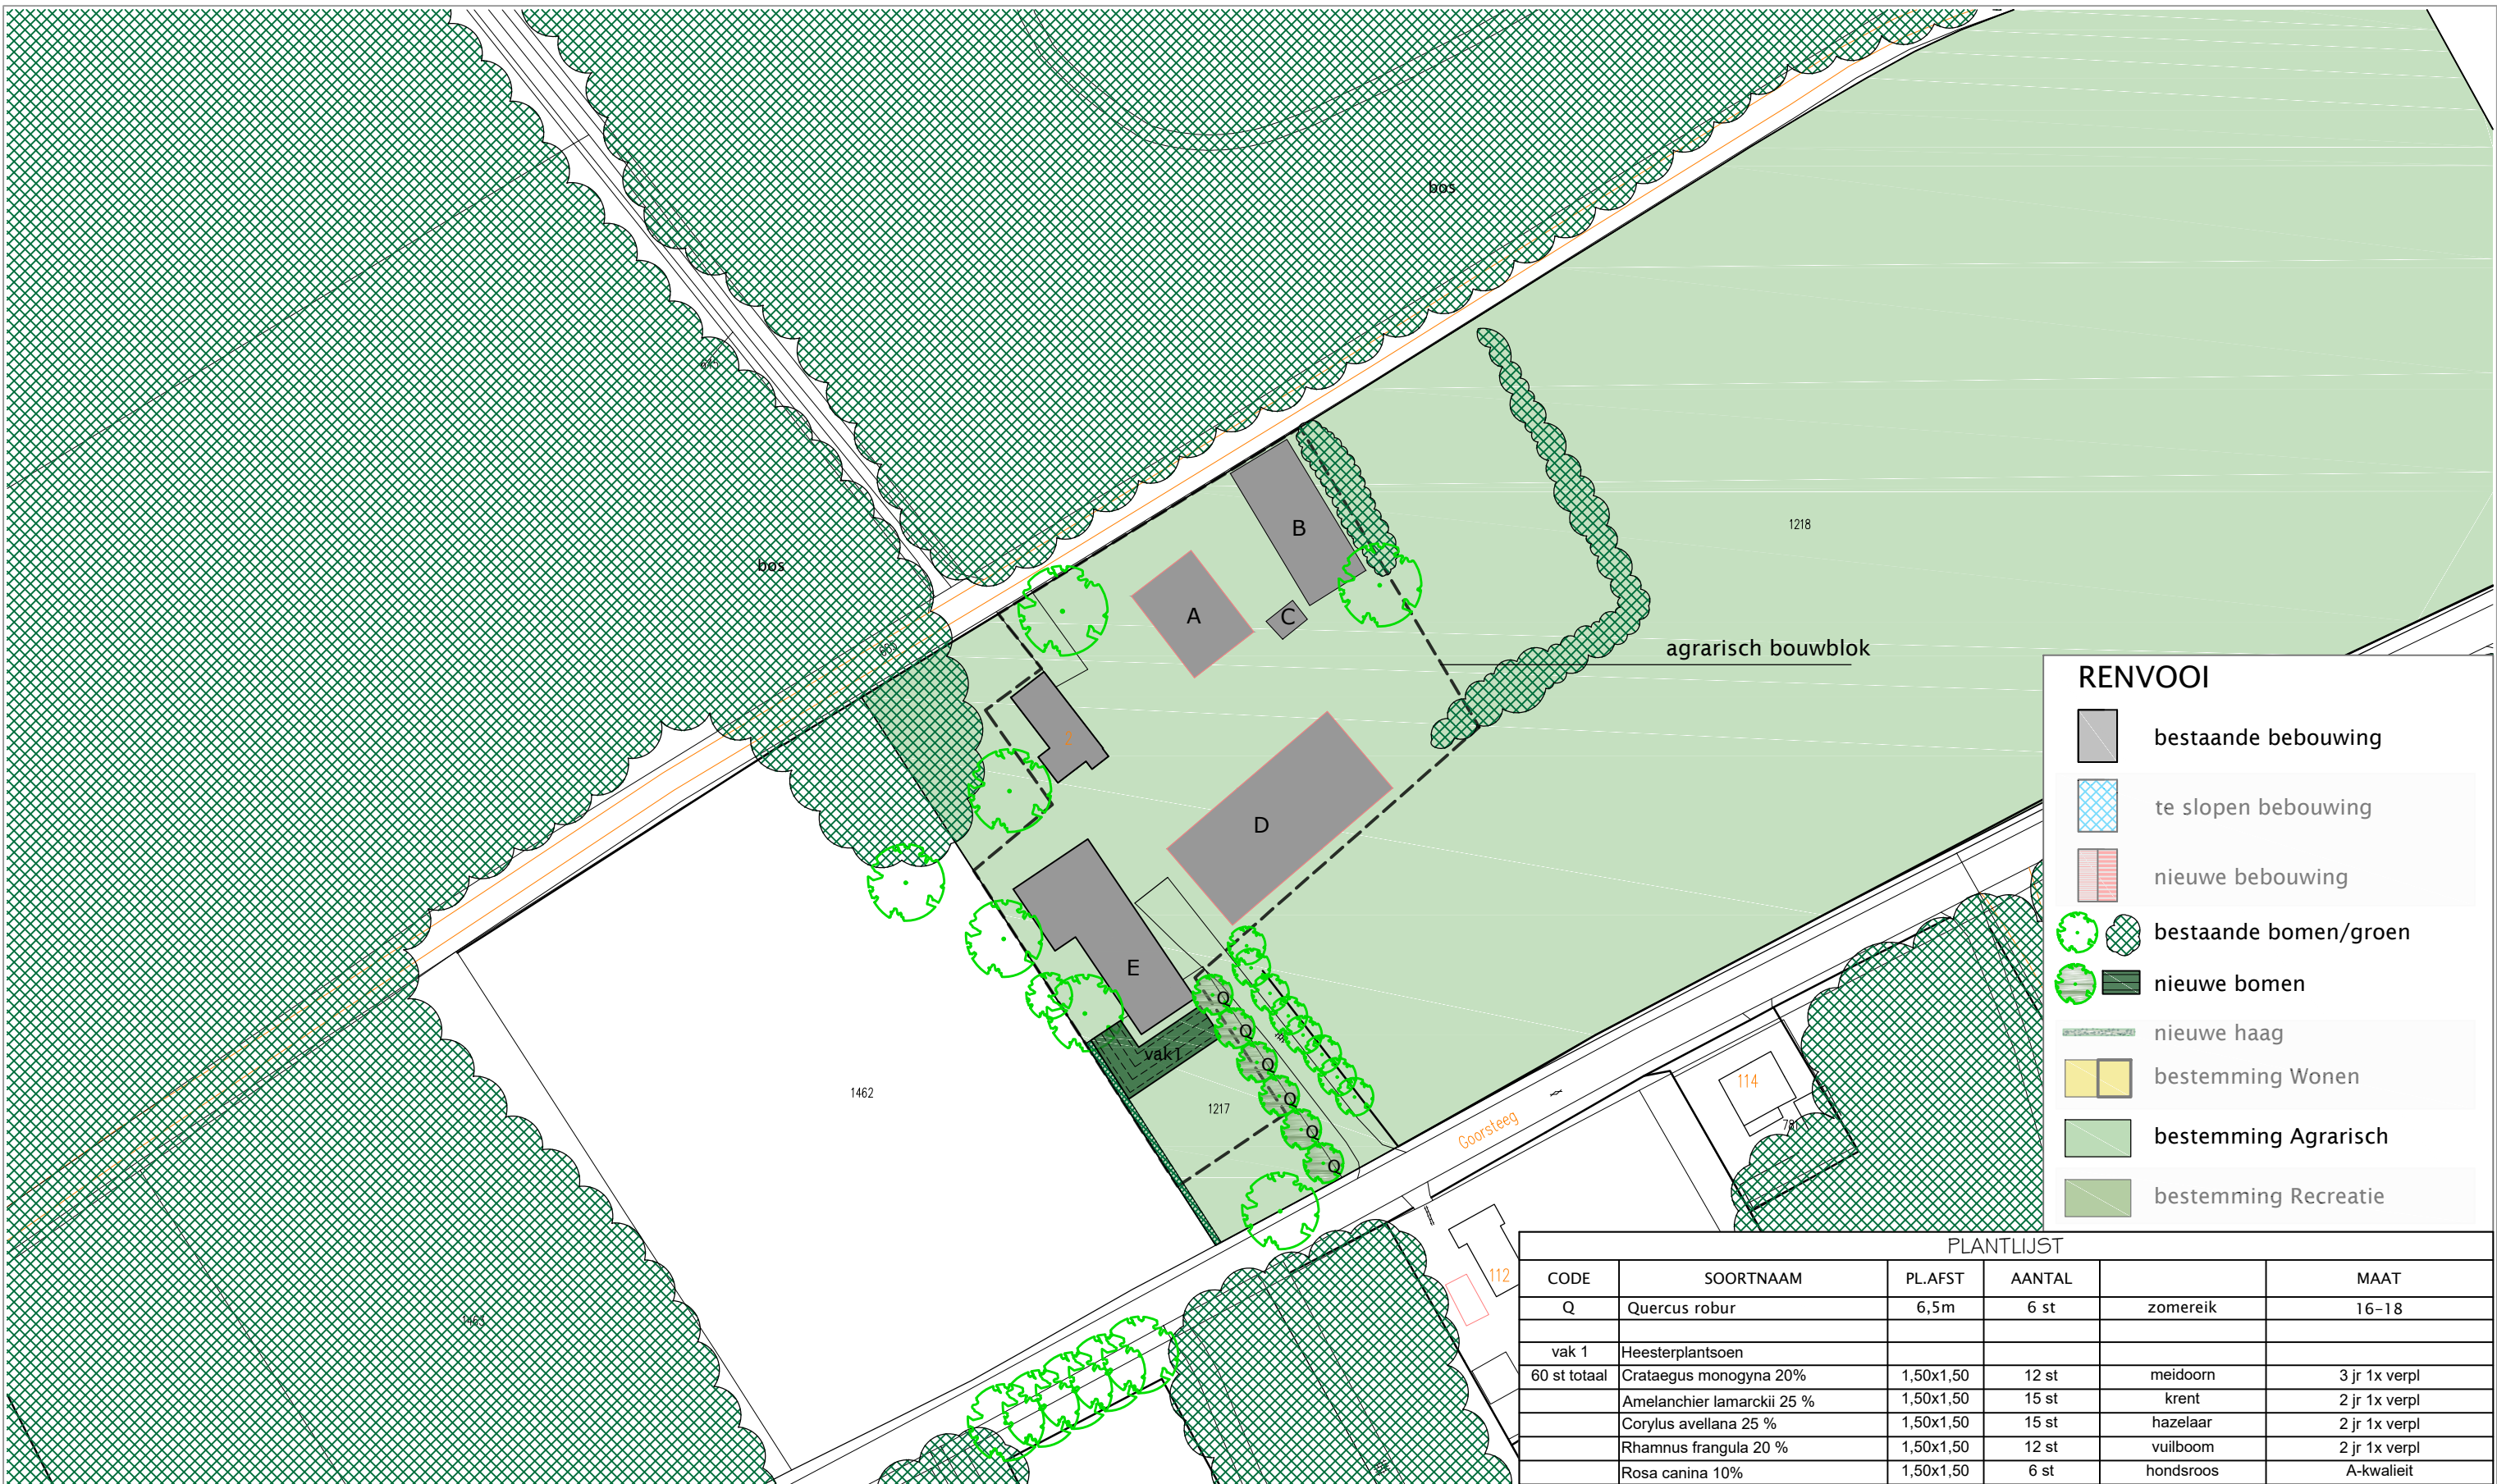 bos
645
bos
689
1218
B
A
C
agrarisch bouwblok
2
D
E
vak1
Q
Q
Q
Q
Q
Q
1462
1217
1463
Goorsteeg
114
781
112
RENVOOI
bestaande bebouwing
te slopen bebouwing
nieuwe bebouwing
bestaande bomen/groen
nieuwe bomen
nieuwe haag
bestemming Wonen
bestemming Agrarisch
bestemming Recreatie
PLANTLIJST
CODE SOORTNAAM PL.AFST AANTAL MAAT
Q Quercus robur 6,5m 6 st zomereik 16-18
vak 1 Heesterplantsoen
60 st totaal Crataegus monogyna 20% 1,50x1,50 12 st meidoorn 3 jr 1x verpl
Amelanchier lamarckii 25 % 1,50x1,50 15 st krent 2 jr 1x verpl
Corylus avellana 25 % 1,50x1,50 15 st hazelaar 2 jr 1x verpl
Rhamnus frangula 20 % 1,50x1,50 12 st vuilboom 2 jr 1x verpl
Rosa canina 10% 1,50x1,50 6 st hondsroos A-kwalieit